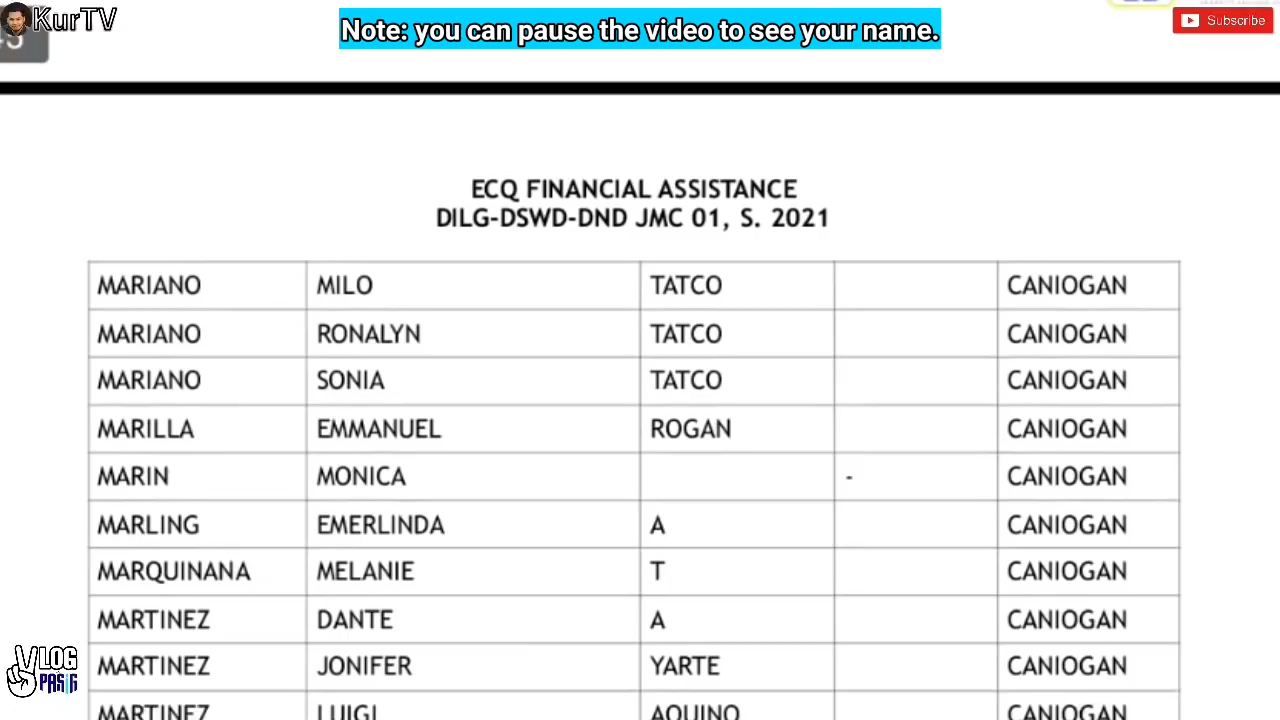 KurTV
Note: you can pause the video to see your name.
Subscribe
ECQ FINANCIAL ASSISTANCE
DILG-DSWD-DND JMC 01, S. 2021
MARIANO MILO TATCO CANIOGAN
MARIANO RONALYN TATCO CANIOGAN
MARIANO SONIA TATCO CANIOGAN
MARILLA EMMANUEL ROGAN CANIOGAN
MARIN MONICA - CANIOGAN
MARLING EMERLINDA A CANIOGAN
MARQUINANA MELANIE T CANIOGAN
MARTINEZ DANTE A CANIOGAN
MARTINEZ JONIFER YARTE CANIOGAN
MARTINEZ LUIGI AQUINO CANIOGAN
VLOG
PASIG